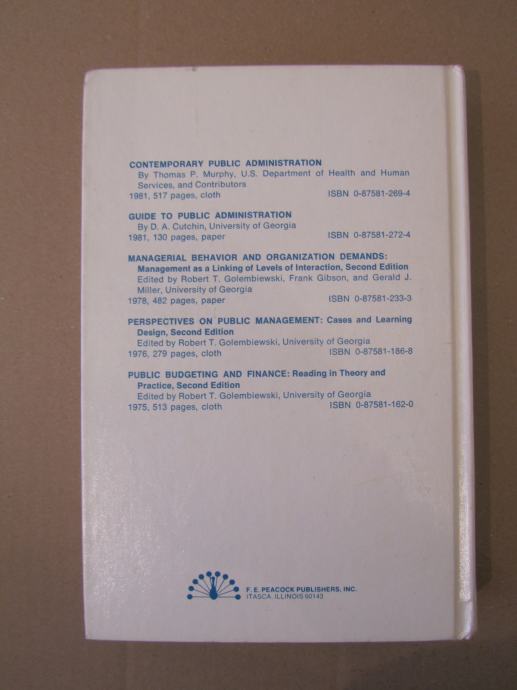 CONTEMPORARY PUBLIC ADMINISTRATION
By Thomas P. Murphy, U.S. Department of Health and Human
Services, and Contributors
1981, 517 pages, cloth ISBN 0-87581-269-4
GUIDE TO PUBLIC ADMINISTRATION
By D. A. Cutchin, University of Georgia
1981, 130 pages, paper ISBN 0-87581-272-4
MANAGERIAL BEHAVIOR AND ORGANIZATION DEMANDS:
Management as a Linking of Levels of Interaction, Second Edition
Edited by Robert T. Golembiewski, Frank Gibson, and Gerald J.
Miller, University of Georgia
1978, 482 pages, paper ISBN 0-87581-233-3
PERSPECTIVES ON PUBLIC MANAGEMENT: Cases and Learning
Design, Second Edition
Edited by Robert T. Golembiewski, University of Georgia
1976, 279 pages, cloth ISBN 0-87581-186-8
PUBLIC BUDGETING AND FINANCE: Reading in Theory and
Practice, Second Edition
Edited by Robert T. Golembiewski, University of Georgia
1975, 513 pages, cloth ISBN 0-87581-162-0
F. E. PEACOCK PUBLISHERS, INC.
ITASCA, ILLINOIS 60143